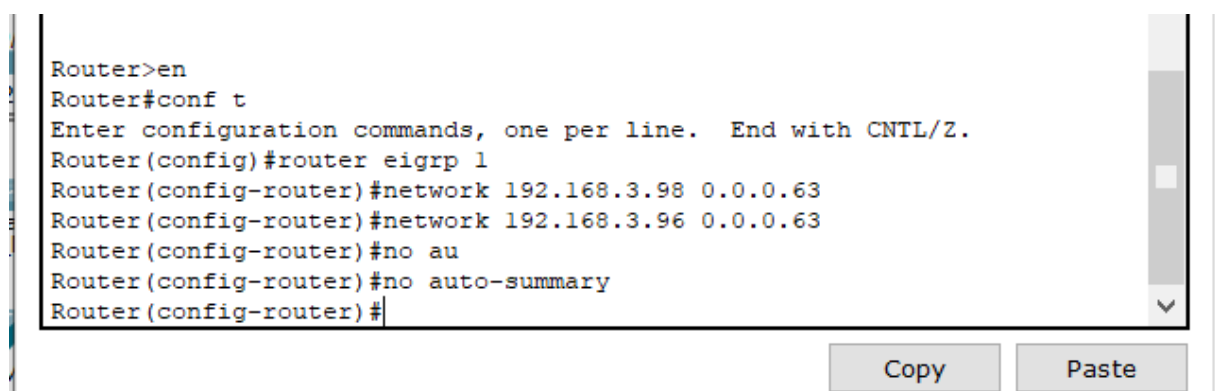 Router>en
Router#conf t
Enter configuration commands, one per line.  End with CNTL/Z.
Router(config)#router eigrp 1
Router(config-router)#network 192.168.3.98 0.0.0.63
Router(config-router)#network 192.168.3.96 0.0.0.63
Router(config-router)#no au
Router(config-router)#no auto-summary
Router(config-router)#
Copy Paste